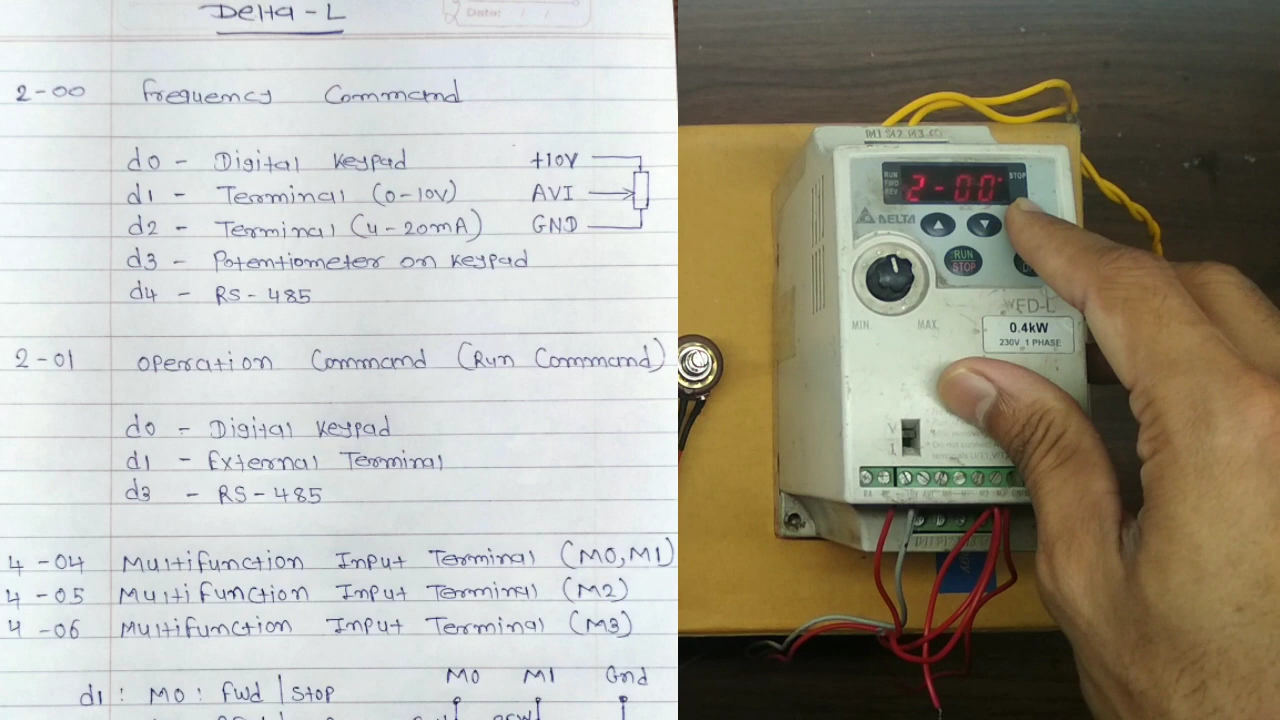 Delta-L
Date: / /
2-00 Frequency Command
d0 - Digital Keypad +10V
d1 - Terminal (0-10V) AVI
d2 - Terminal (4-20mA) GND
d3 - Potentiometer on Keypad
d4 - RS-485
2-01 Operation Command (Run Command)
d0 - Digital Keypad
d1 - External Terminal
d3 - RS-485
4-04 Multifunction Input Terminal (M0,M1)
4-05 Multifunction Input Terminal (M2)
4-06 Multifunction Input Terminal (M3)
M0 M1 Gnd
d1: M0: Fwd | Stop
RUN
FWD
REV
2-00
STOP
DELTA
RUN
STOP
MIN. MAX.
VFD-L
0.4kW
230V 1 PHASE
V
I
RA